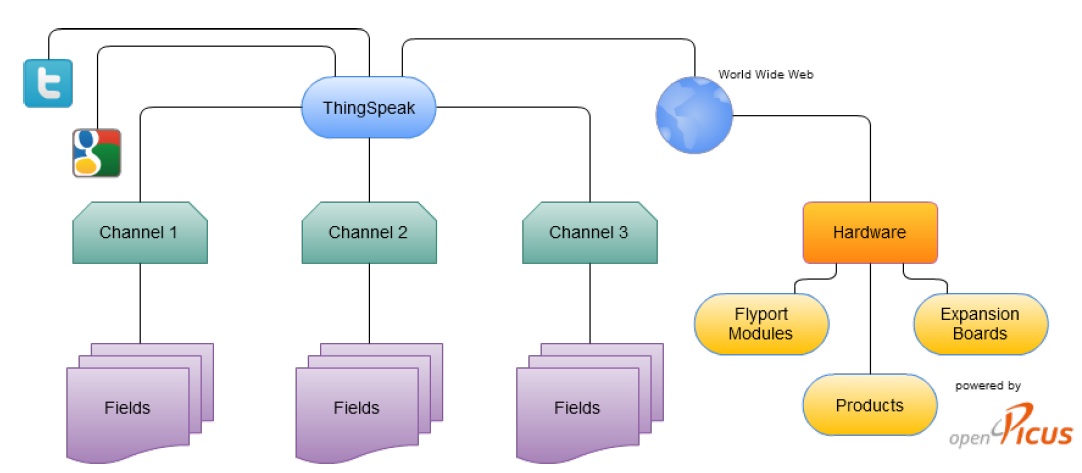 World Wide Web
ThingSpeak
Channel 1
Channel 2
Channel 3
Hardware
Flyport
Modules
Expansion
Boards
Fields
Fields
Fields
Products
powered by
openPicus